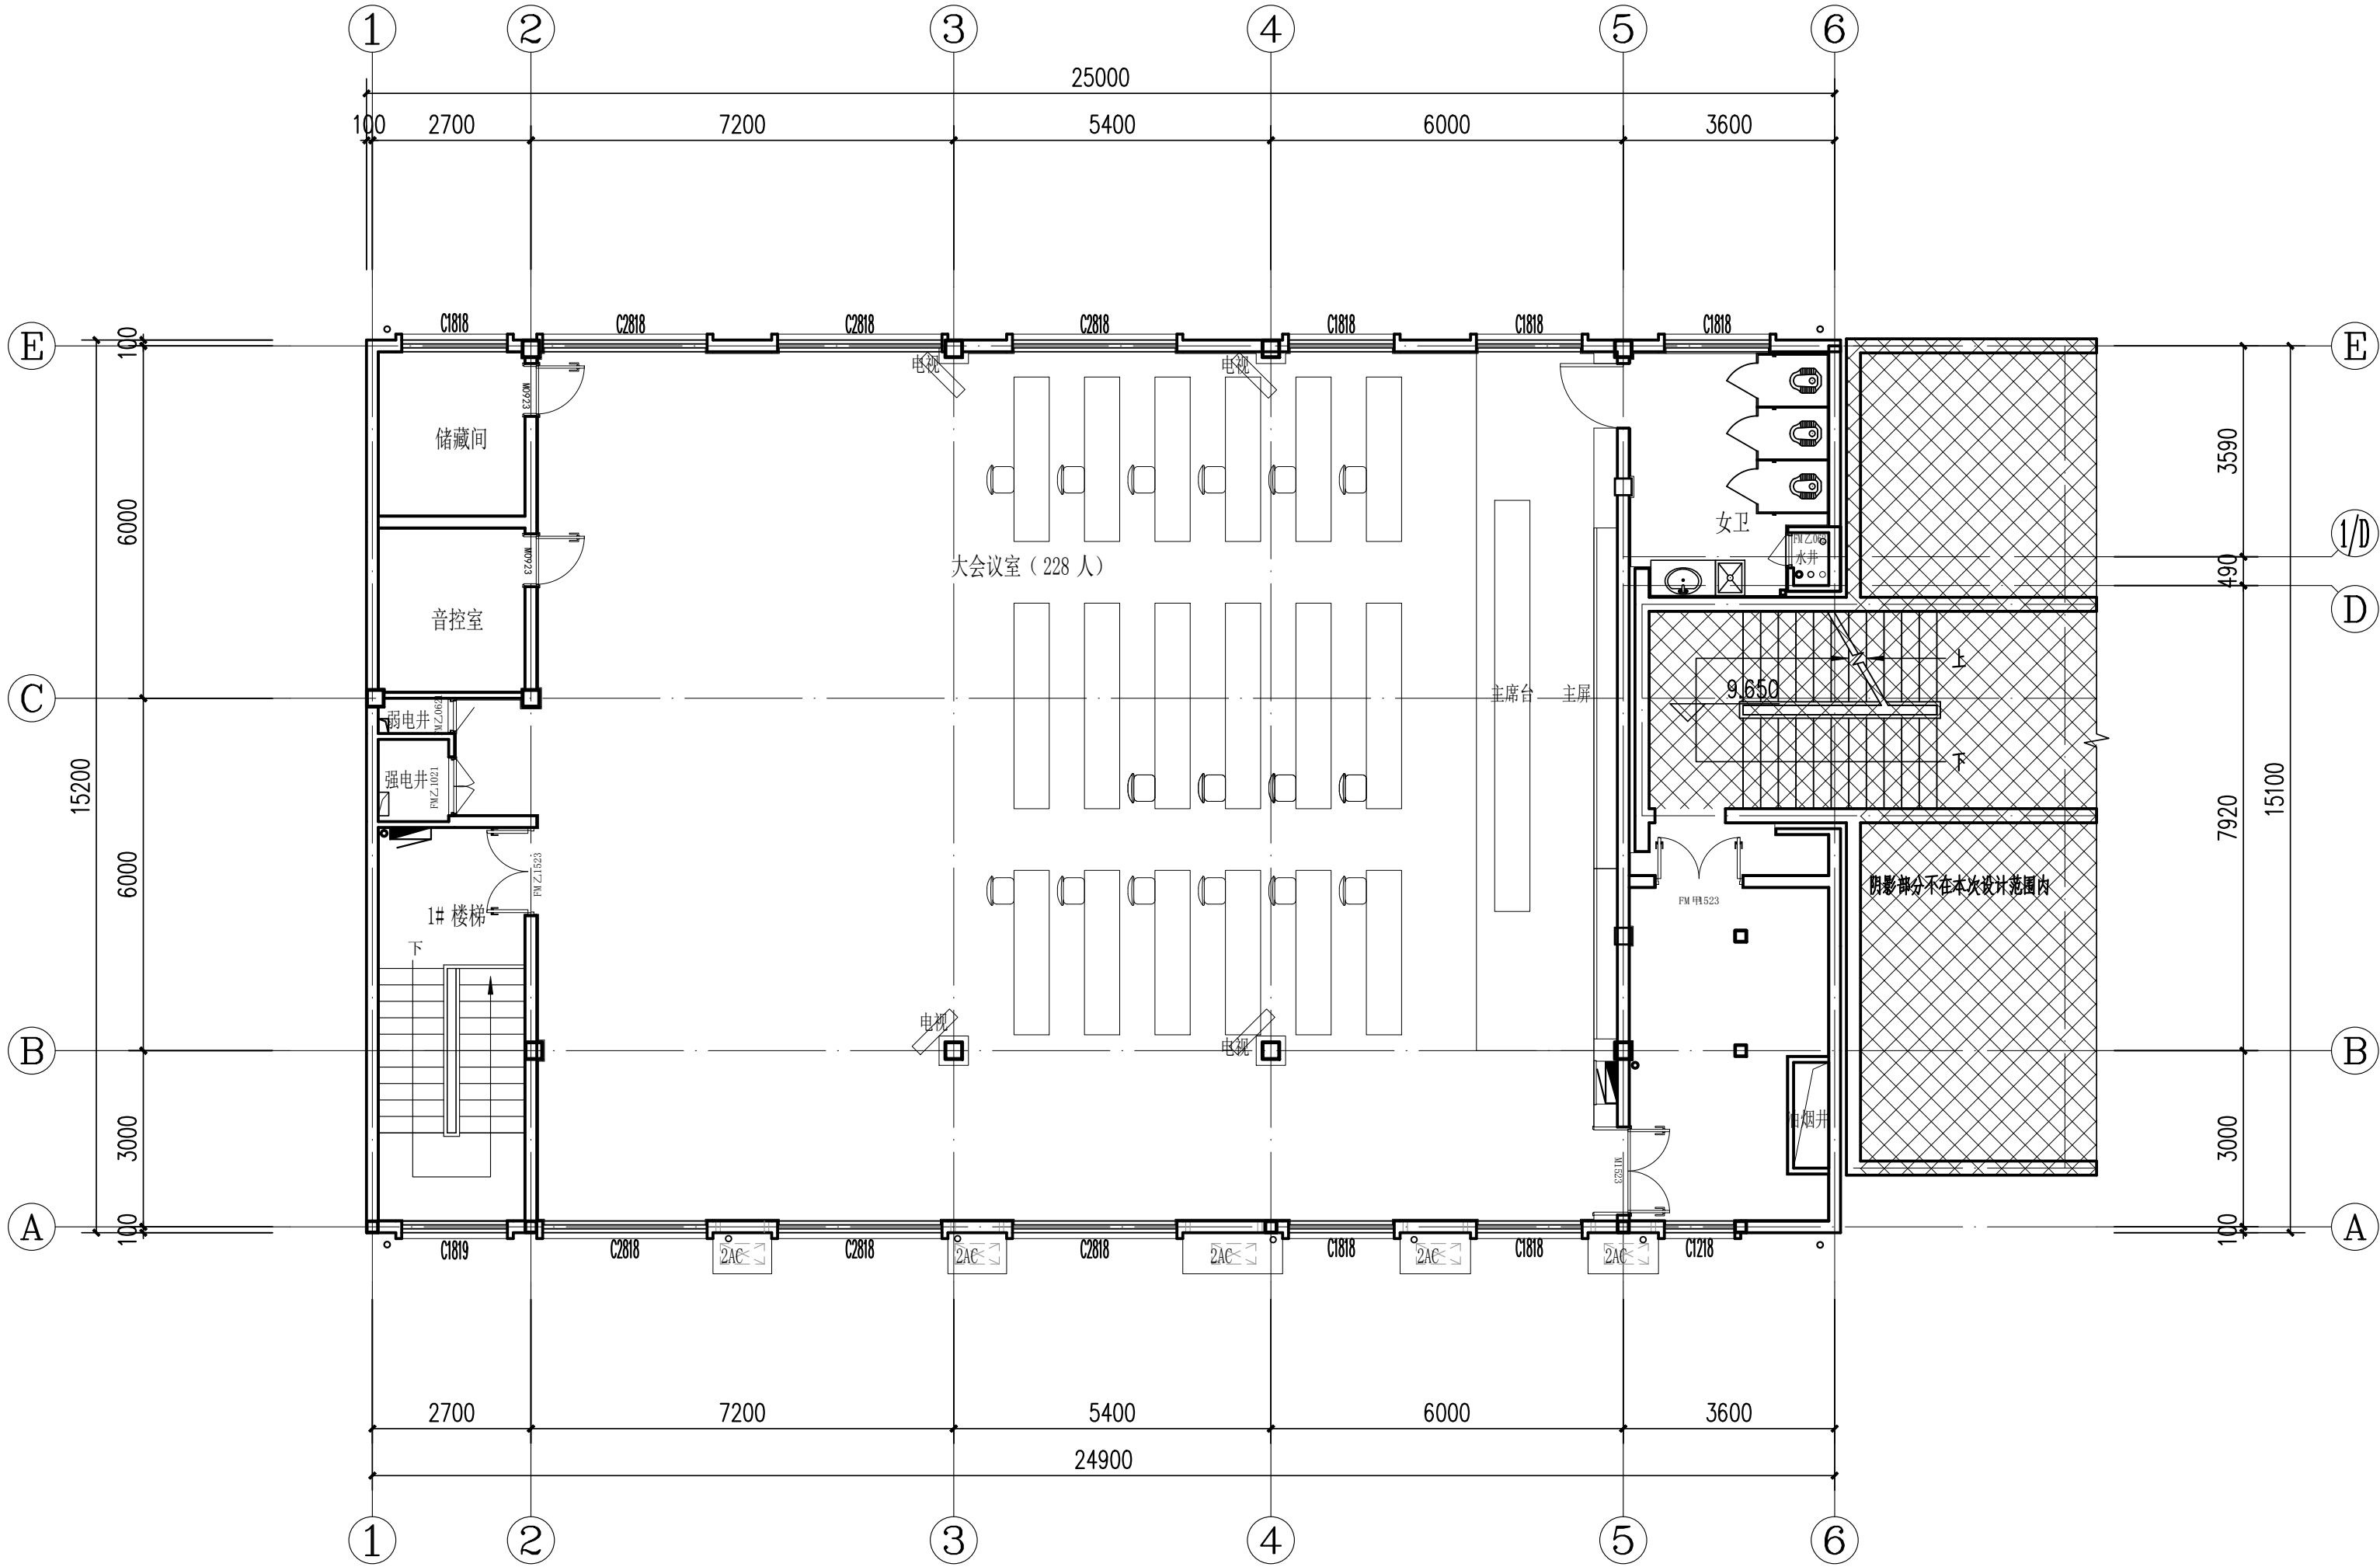 1 2 3 4 5 6
25000
100 2700 7200 5400 6000 3600
C1818 C2818 C2818 C2818 C1818 C1818 C1818
E E
100
电视 电视
M0923
储藏间
3590
6000
女卫
1/D
M0923
大会议室（228 人）
水井
490
D
音控室
上
9.650
主席台 主屏
C
弱电井
强电井
FM乙1021
下
15200
15100
7920
6000
FM乙1523
阴影部分不在本次设计范围内
FM甲1523
1# 楼梯
下
电视
电视
B B
油烟井
3000 3000
M1523
A A
100 100
C1819 C2818 C2818 C2818 C1818 C1818 C1218
2AC 2AC 2AC 2AC 2AC
2700 7200 5400 6000 3600
24900
1 2 3 4 5 6